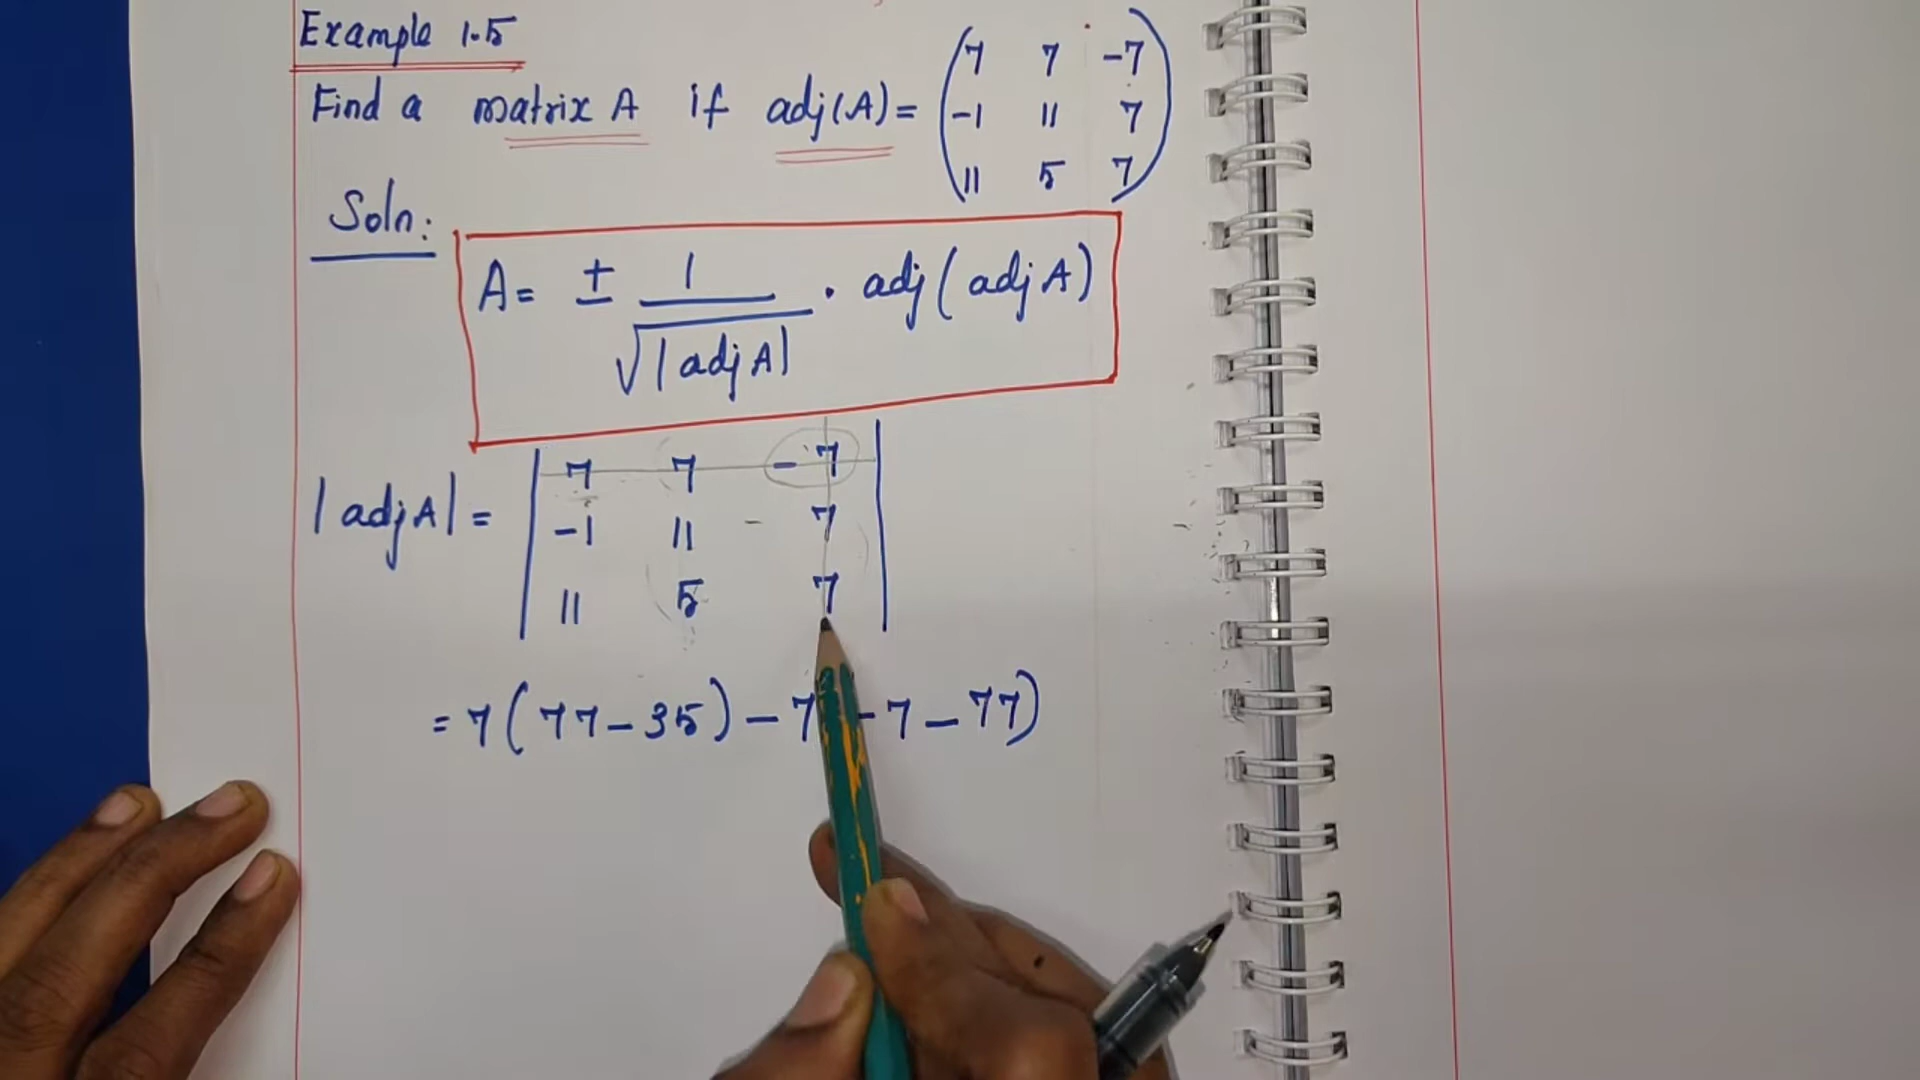 Example 1.5
Find a matrix A if adj(A) = (7 7 -7
-1 11 7
11 5 7)
Soln:
A = ± 1 / √|adj A| . adj(adj A)
|adj A| = |7 7 -7
-1 11 - 7
11 5 7|
= 7(77 - 35) - 7 - 7 - 77)